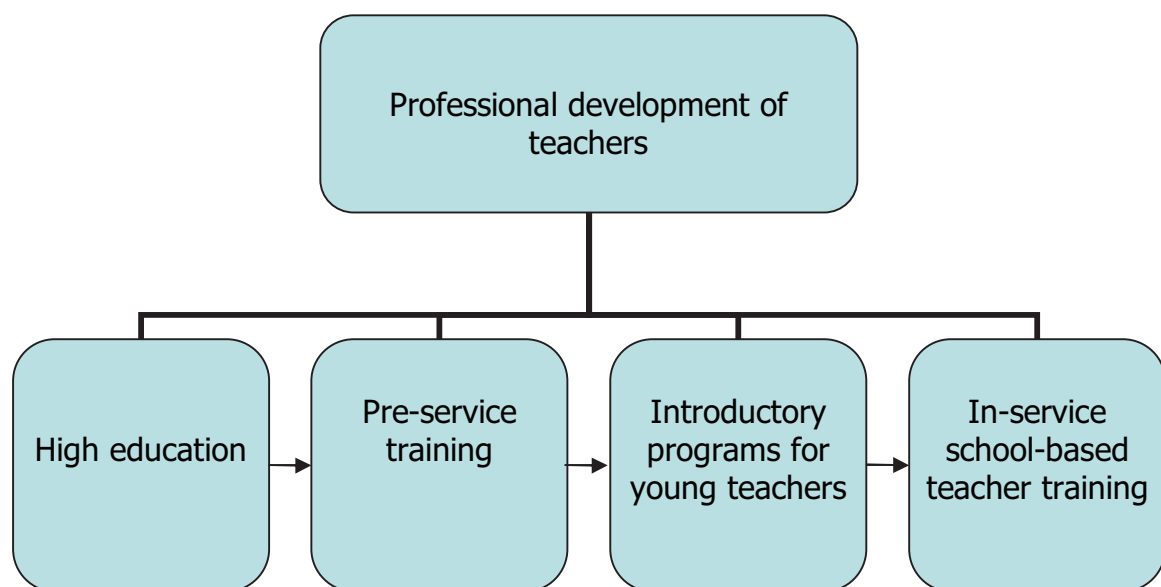 Professional development of
teachers
High education
Pre-service
training
Introductory
programs for
young teachers
In-service
school-based
teacher training